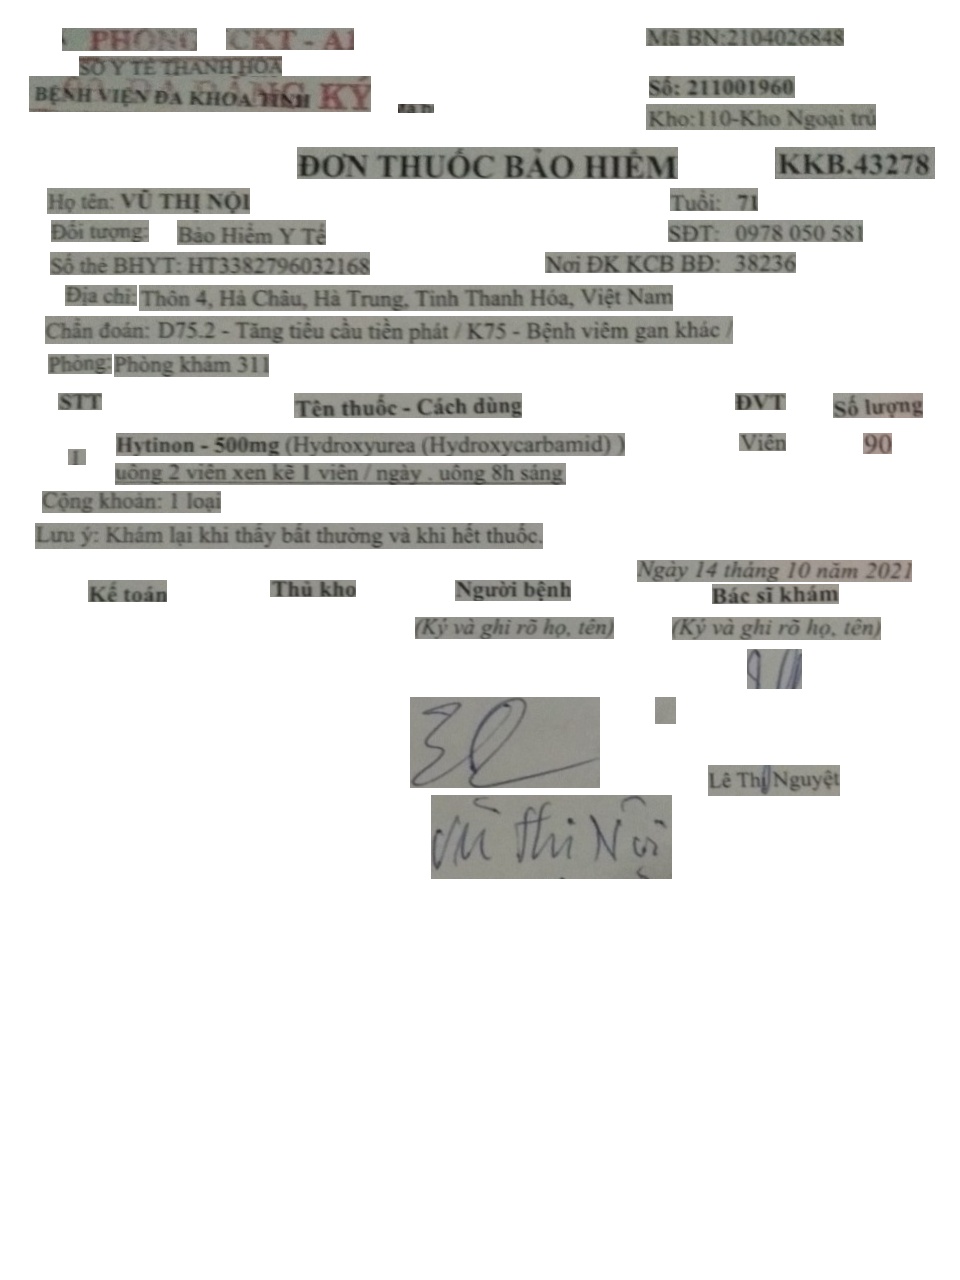 PHÒNG CKT - A1
Mã BN:2104026848
SỞ Y TẾ THANH HÓA
BỆNH VIỆN ĐA KHOA TỈNH KÝ
Số: 211001960
Kho:110-Kho Ngoại trú
ĐƠN THUỐC BẢO HIỂM KKB.43278
Họ tên: VŨ THỊ NỘI Tuổi: 71
Đối tượng: Bảo Hiểm Y Tế SĐT: 0978 050 581
Số thẻ BHYT: HT3382796032168 Nơi ĐK KCB BĐ: 38236
Địa chỉ: Thôn 4, Hà Châu, Hà Trung, Tỉnh Thanh Hóa, Việt Nam
Chẩn đoán: D75.2 - Tăng tiểu cầu tiền phát / K75 - Bệnh viêm gan khác /
Phòng: Phòng khám 311
STT Tên thuốc - Cách dùng ĐVT Số lượng
1 Hytinon - 500mg (Hydroxyurea (Hydroxycarbamid) ) Viên 90
uống 2 viên xen kẽ 1 viên / ngày . uống 8h sáng
Cộng khoản: 1 loại
Lưu ý: Khám lại khi thấy bất thường và khi hết thuốc.
Ngày 14 tháng 10 năm 2021
Kế toán Thủ kho Người bệnh Bác sĩ khám
(Ký và ghi rõ họ, tên) (Ký và ghi rõ họ, tên)
Lê Thị Nguyệt
Vũ Thị Nội